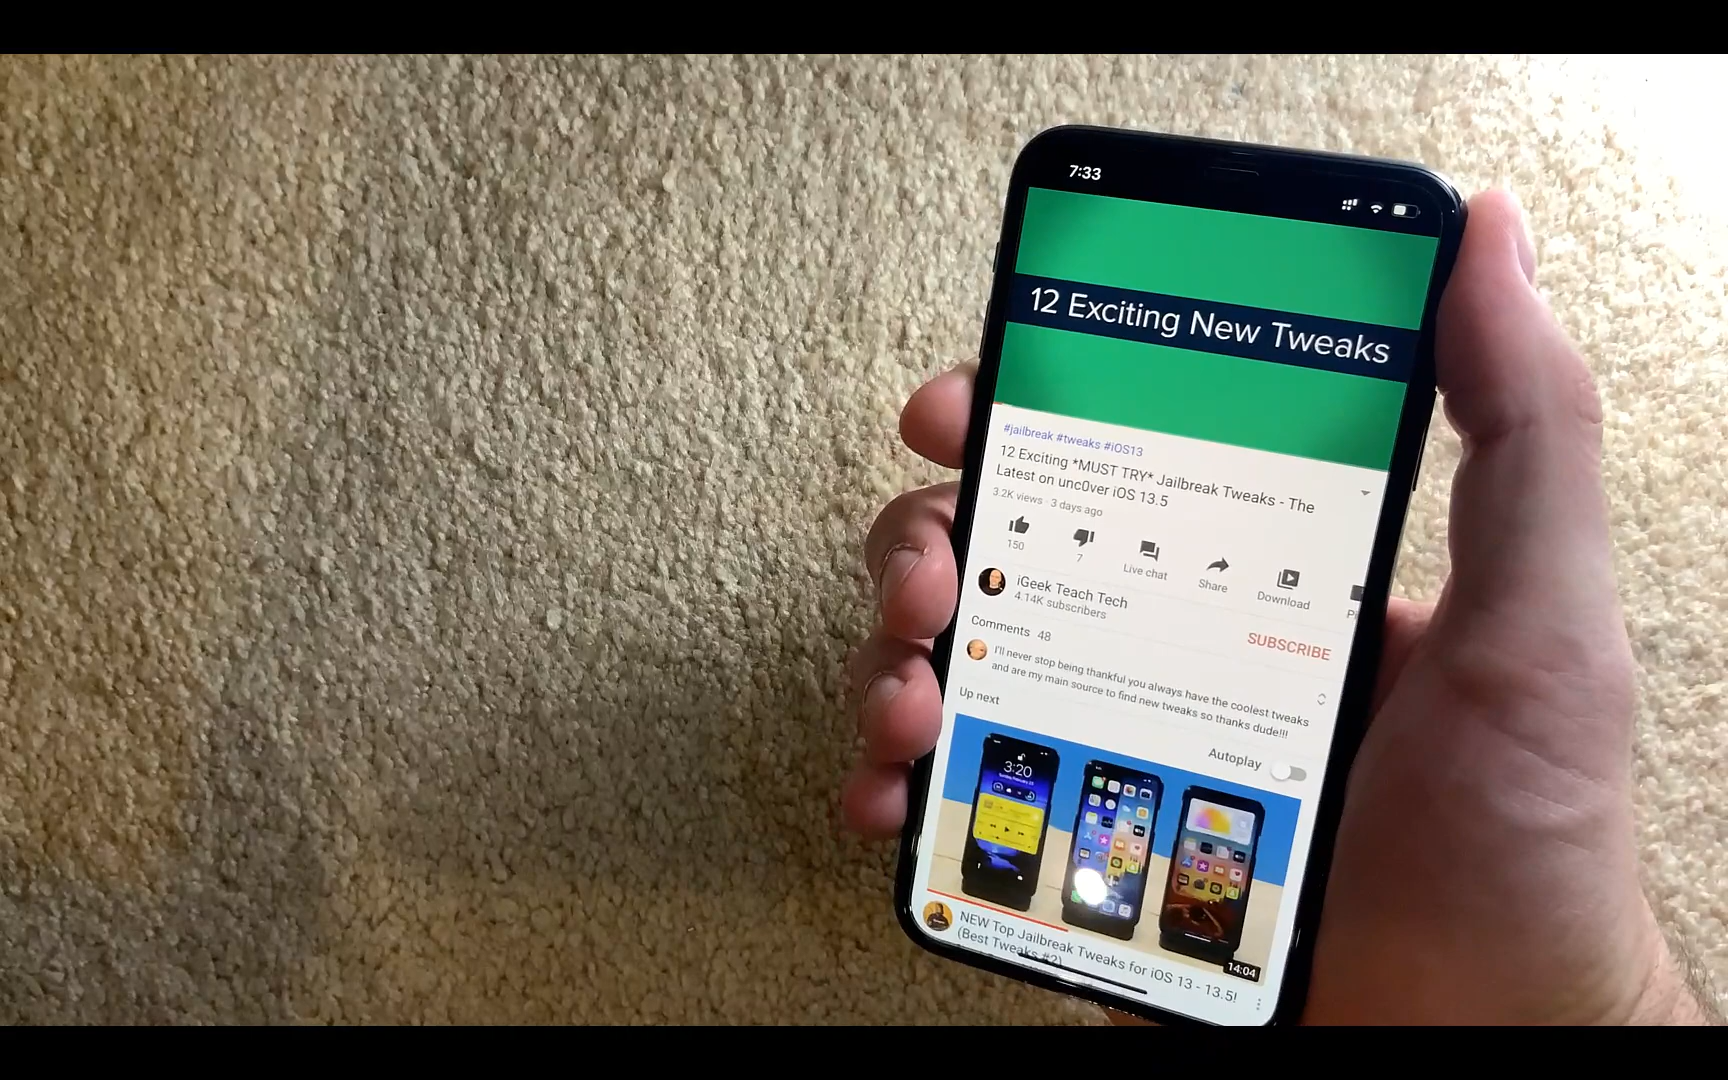 7:33
12 Exciting New Tweaks
#jailbreak #tweaks #iOS13
12 Exciting *MUST TRY* Jailbreak Tweaks - The
Latest on unc0ver iOS 13.5
3.2K views · 3 days ago
150
7
Live chat
Share
Download
iGeek Teach Tech
4.14K subscribers
SUBSCRIBE
Comments 48
I'll never stop being thankful you always have the coolest tweaks
and are my main source to find new tweaks so thanks dude!!!
Up next
Autoplay
3:20
14:04
NEW Top Jailbreak Tweaks for iOS 13 - 13.5!
(Best Tweaks #2)